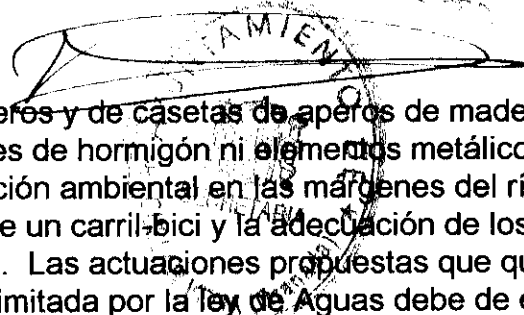 AMIENTO
eros y de casetas de aperos de made
es de hormigón ni elementos metálico
ción ambiental en las márgenes del rí
e un carril-bici y la adecuación de los
. Las actuaciones propuestas que qu
imitada por la ley de Aguas debe de e